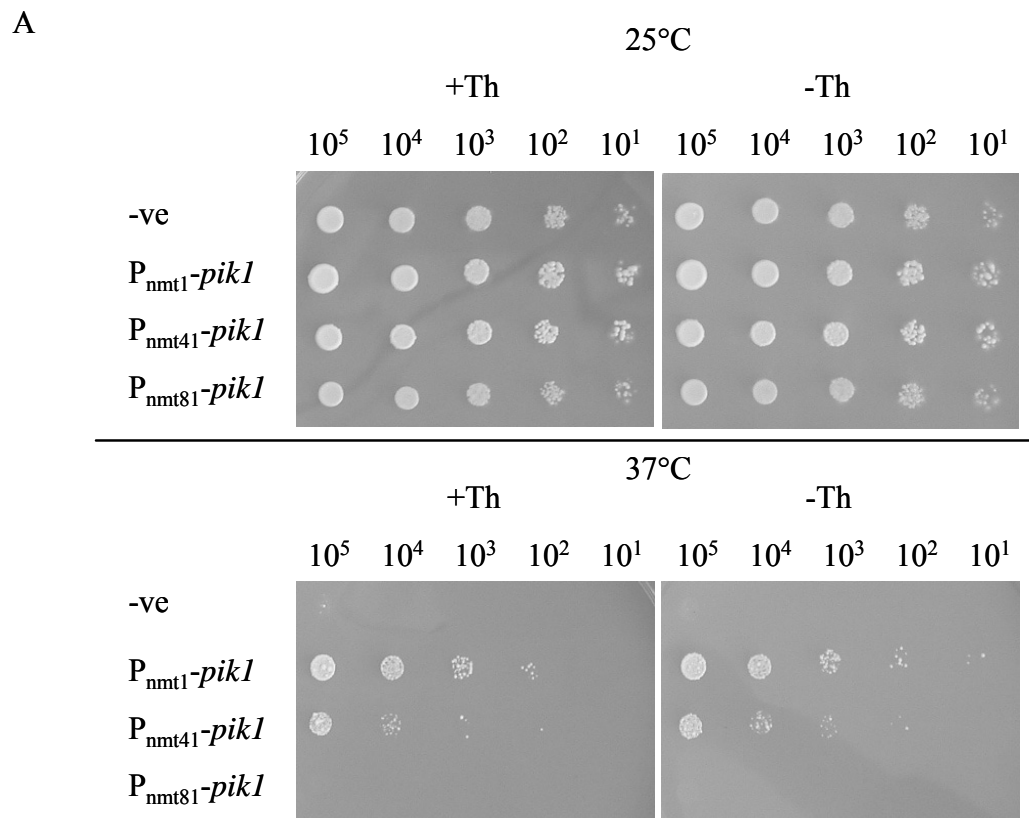 A
25°C
+Th -Th
10⁵ 10⁴ 10³ 10² 10¹ 10⁵ 10⁴ 10³ 10² 10¹
-ve
Pnmt1-pik1
Pnmt41-pik1
Pnmt81-pik1
37°C
+Th -Th
10⁵ 10⁴ 10³ 10² 10¹ 10⁵ 10⁴ 10³ 10² 10¹
-ve
Pnmt1-pik1
Pnmt41-pik1
Pnmt81-pik1